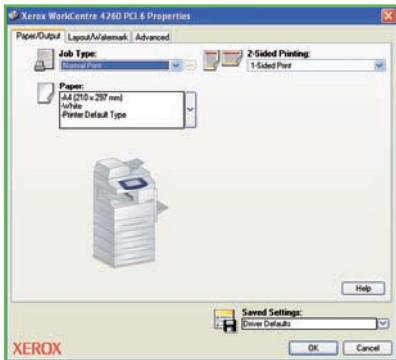 Xerox WorkCentre 4260 PCL6 Properties
Paper/Output Layout/Watermark Advanced
Job Type:
Normal Print
2-Sided Printing:
1-Sided Print
Paper:
-A4 (210 x 297 mm)
-White
-Printer Default Type
Help
Saved Settings:
Driver Defaults
XEROX
OK Cancel